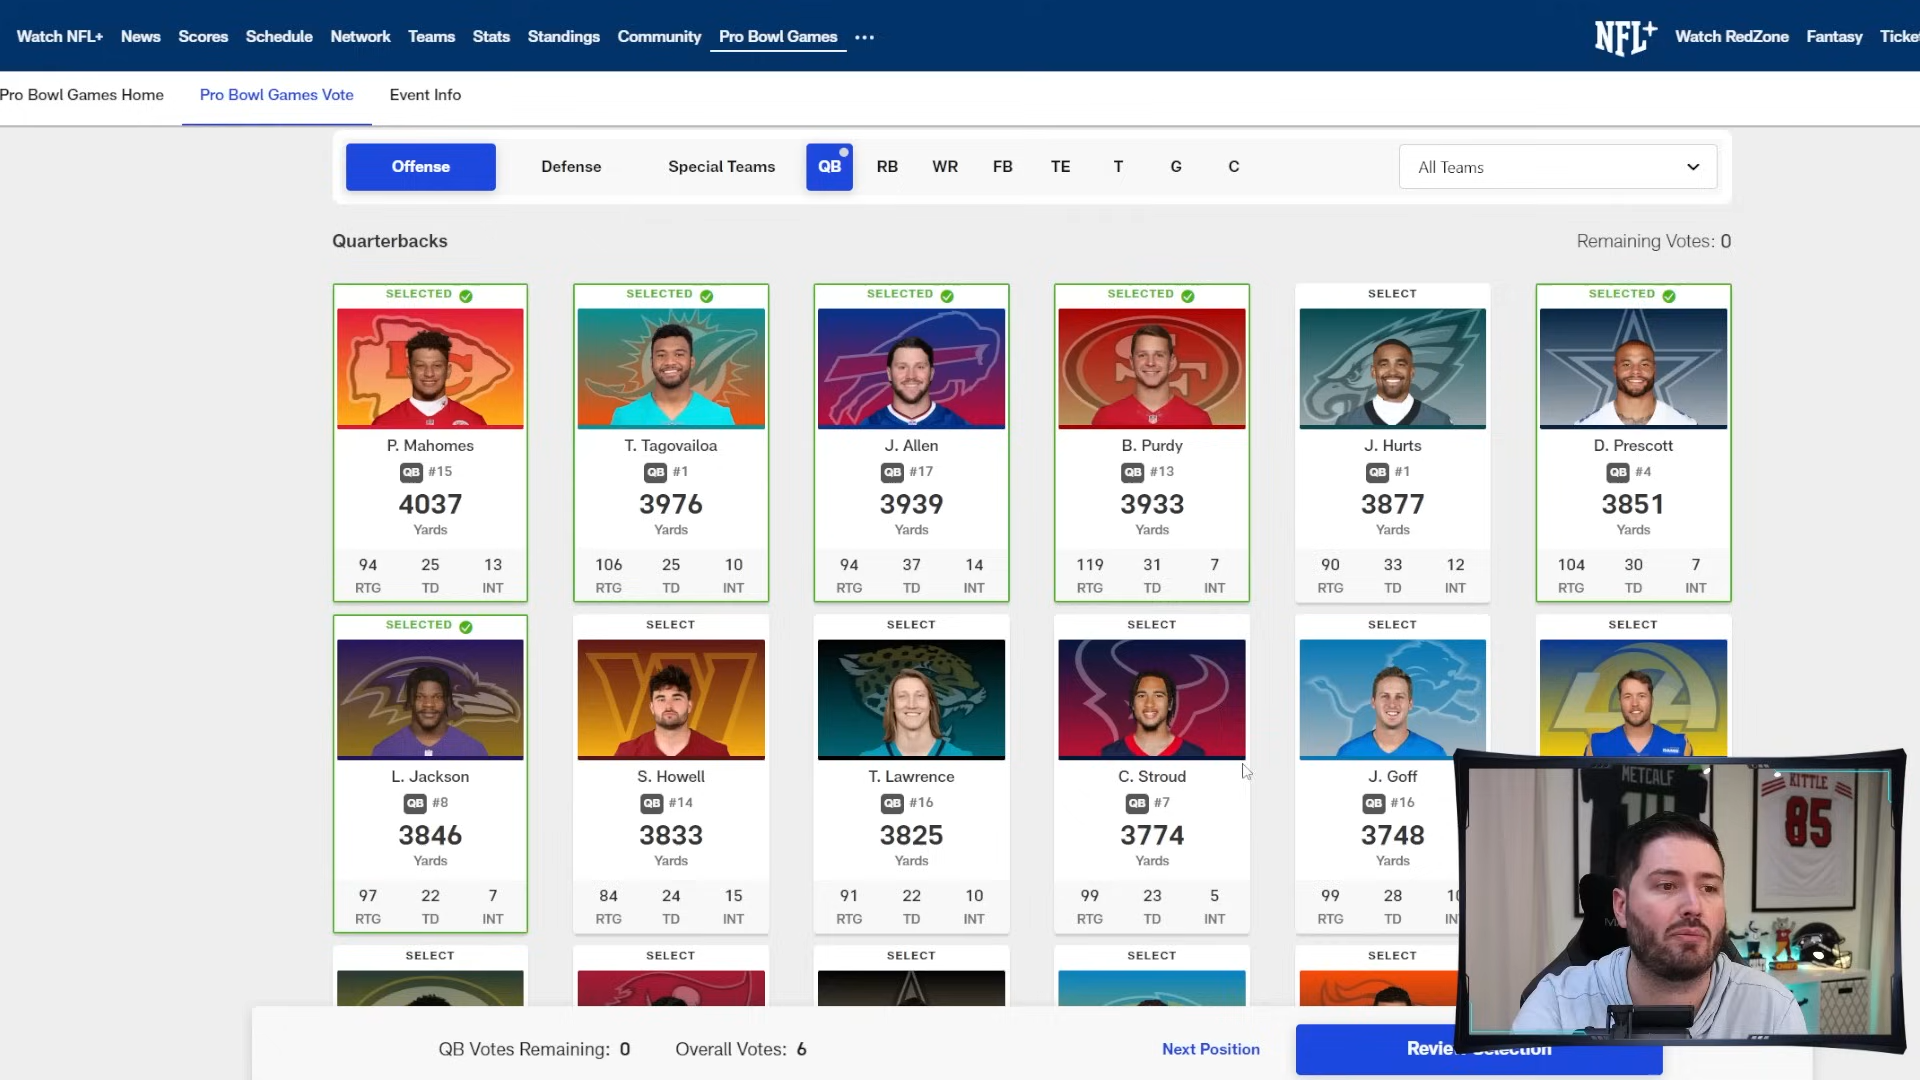 Watch NFL+ News Scores Schedule Network Teams Stats Standings Community Pro Bowl Games ... NFL+ Watch RedZone Fantasy Ticke
Pro Bowl Games Home Pro Bowl Games Vote Event Info
Offense Defense Special Teams QB RB WR FB TE T G C All Teams
Quarterbacks Remaining Votes: 0
SELECTED SELECTED SELECTED SELECTED SELECT SELECTED
P. Mahomes T. Tagovailoa J. Allen B. Purdy J. Hurts D. Prescott
QB #15 QB #1 QB #17 QB #13 QB #1 QB #4
4037 3976 3939 3933 3877 3851
Yards Yards Yards Yards Yards Yards
94 25 13 106 25 10 94 37 14 119 31 7 90 33 12 104 30 7
RTG TD INT RTG TD INT RTG TD INT RTG TD INT RTG TD INT RTG TD INT
SELECTED SELECT SELECT SELECT SELECT SELECT
L. Jackson S. Howell T. Lawrence C. Stroud J. Goff
QB #8 QB #14 QB #16 QB #7 QB #16
3846 3833 3825 3774 3748
Yards Yards Yards Yards Yards
97 22 7 84 24 15 91 22 10 99 23 5 99 28
RTG TD INT RTG TD INT RTG TD INT RTG TD INT RTG TD
SELECT SELECT SELECT SELECT SELECT
METCALF KITTLE
85
QB Votes Remaining: 0 Overall Votes: 6 Next Position Review Selection